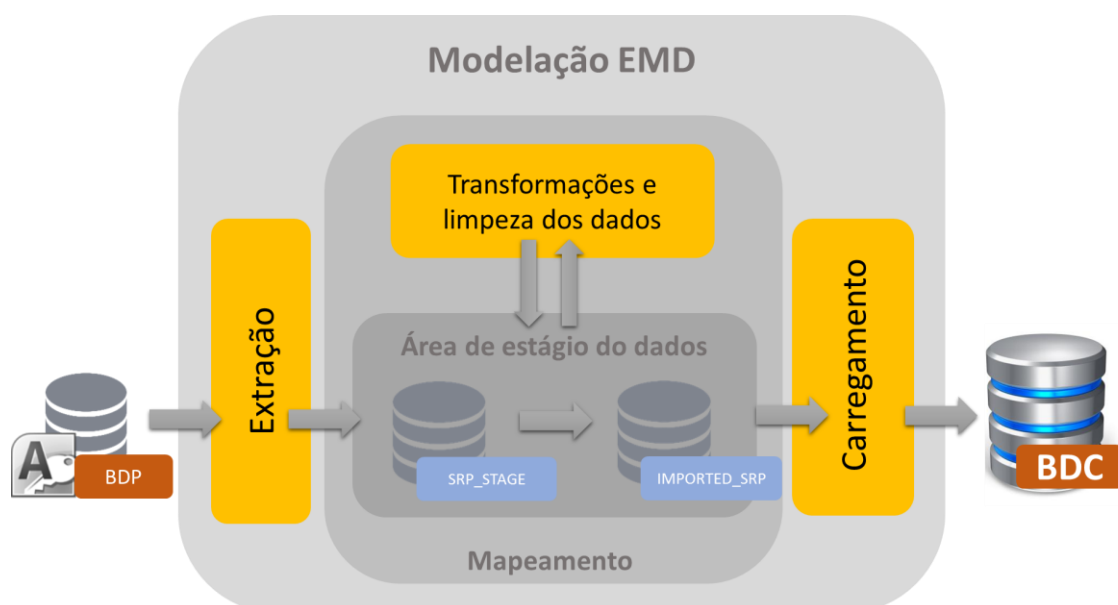 Modelação EMD
Transformações e
limpeza dos dados
Extração
Área de estágio do dados
Carregamento
A
BDP
SRP_STAGE
IMPORTED_SRP
BDC
Mapeamento